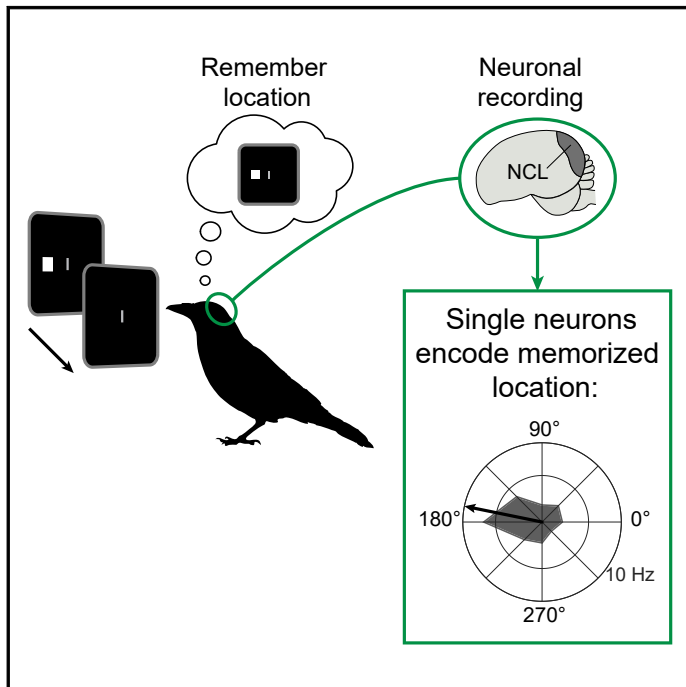 Remember
location
Neuronal
recording
NCL
Single neurons
encode memorized
location:
90°
180°
0°
10 Hz
270°